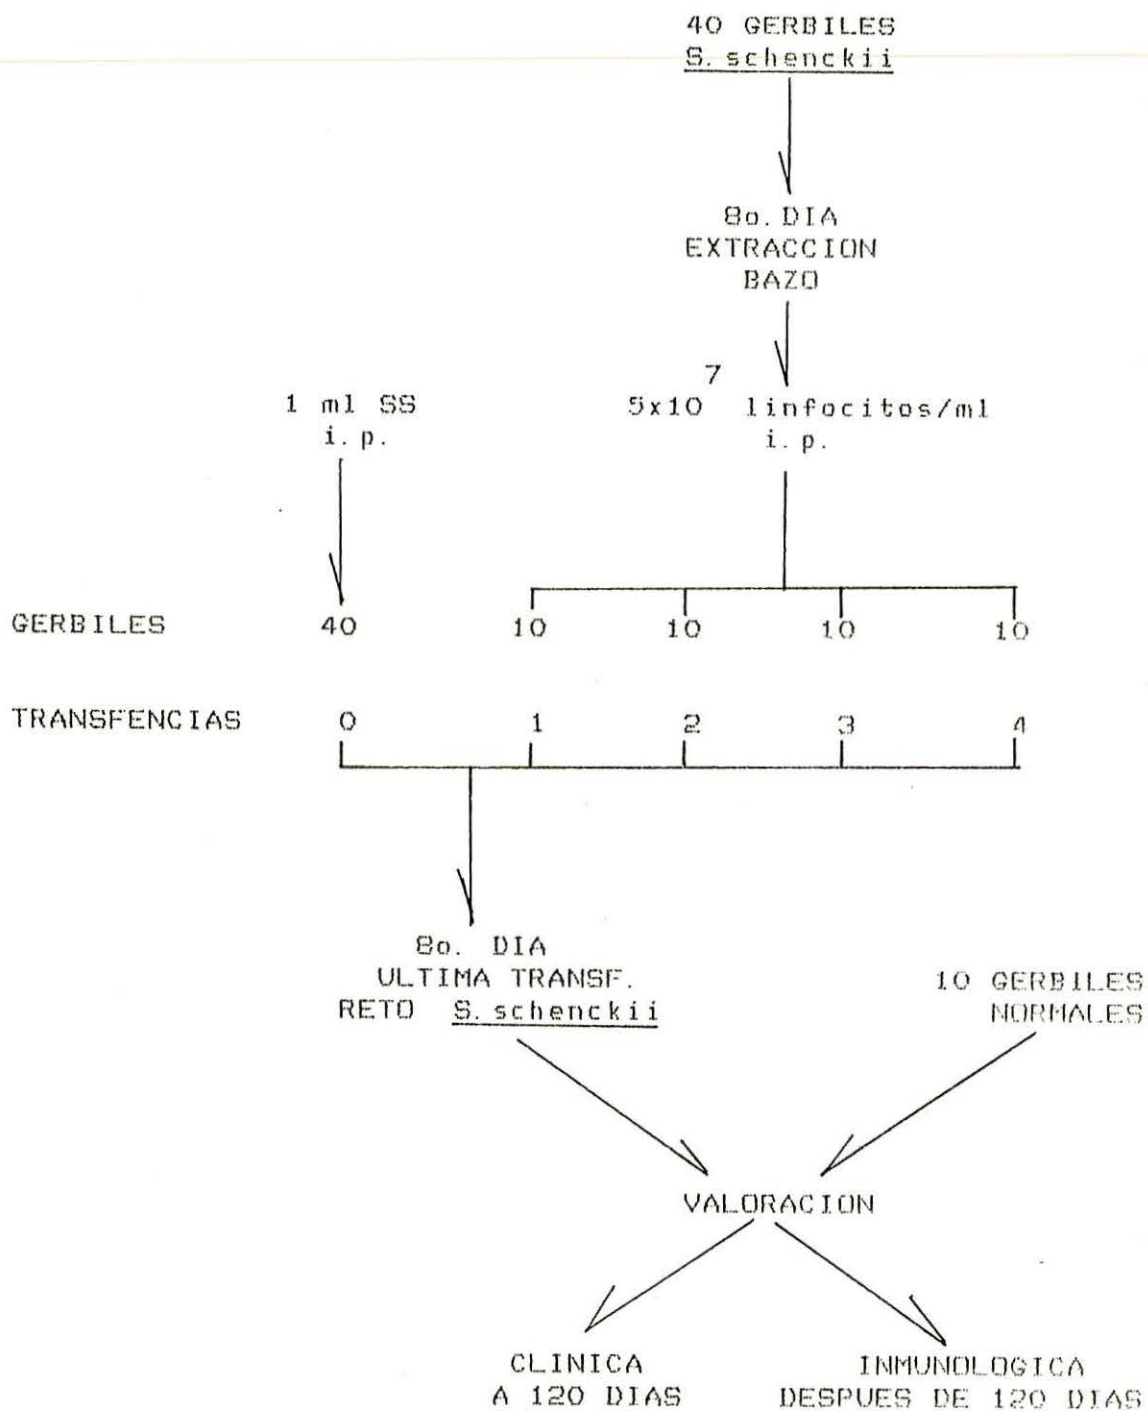 40 GERBILES
S. schenckii
8o. DIA
EXTRACCION
BAZO
1 ml SS
i.p.
7
5x10 linfocitos/ml
i.p.
GERBILES 40 10 10 10 10
TRANSFENCIAS 0 1 2 3 4
8o. DIA
ULTIMA TRANSF.
RETO S. schenckii
10 GERBILES
NORMALES
VALORACION
CLINICA
A 120 DIAS
INMUNOLOGICA
DESPUES DE 120 DIAS